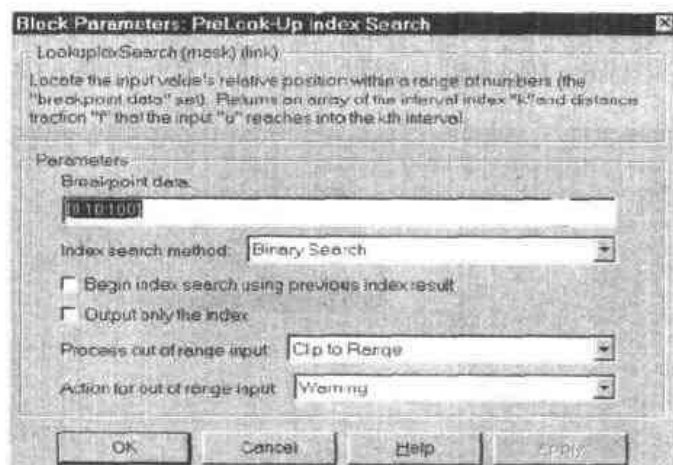 Block Parameters: PreLook-Up Index Search
LookupIdxSearch (mask) (link)
Locate the input value's relative position within a range of numbers (the
"breakpoint data" set). Returns an array of the interval index "k" and distance
fraction "f" that the input "u" reaches into the kth interval.
Parameters
Breakpoint data:
[0:10:100]
Index search method: Binary Search
Begin index search using previous index result
Output only the index
Process out of range input: Clip to Range
Action for out of range input: Warning
OK Cancel Help Apply